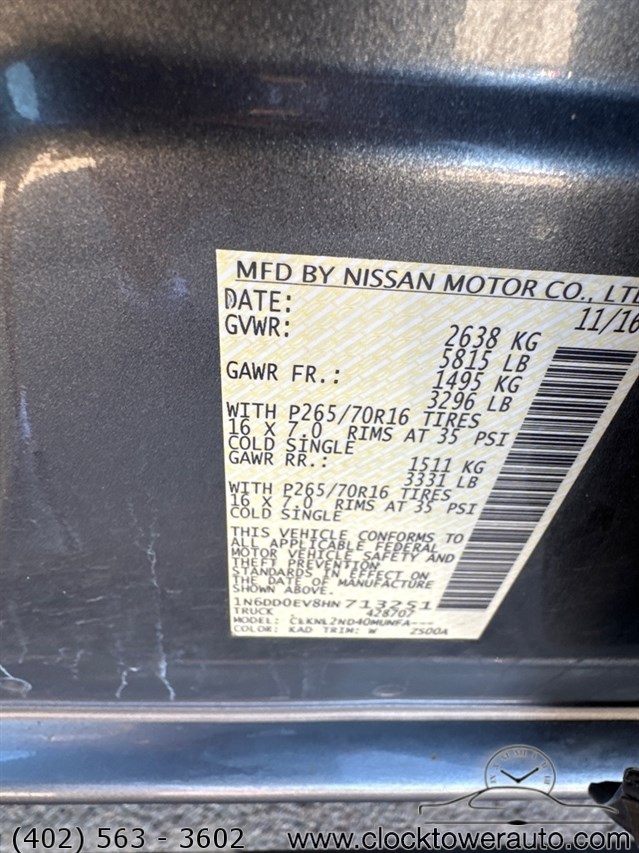 MFD BY NISSAN MOTOR CO., LT
DATE: 11/16
GVWR: 2638 KG
5815 LB
GAWR FR.: 1495 KG
3296 LB
WITH P265/70R16 TIRES
16 X 7.0 RIMS AT 35 PSI
COLD SINGLE
GAWR RR.: 1511 KG
3331 LB
WITH P265/70R16 TIRES
16 X 7.0 RIMS AT 35 PSI
COLD SINGLE
THIS VEHICLE CONFORMS TO
ALL APPLICABLE FEDERAL
MOTOR VEHICLE SAFETY AND
THEFT PREVENTION
STANDARDS IN EFFECT ON
THE DATE OF MANUFACTURE
SHOWN ABOVE.
1N6DD0EV8HN713251
TRUCK 428707
MODEL: CLKNL2ND40MUNFA---
COLOR: KAD TRIM: W 2500A
(402) 563 - 3602 www.clocktowerauto.com